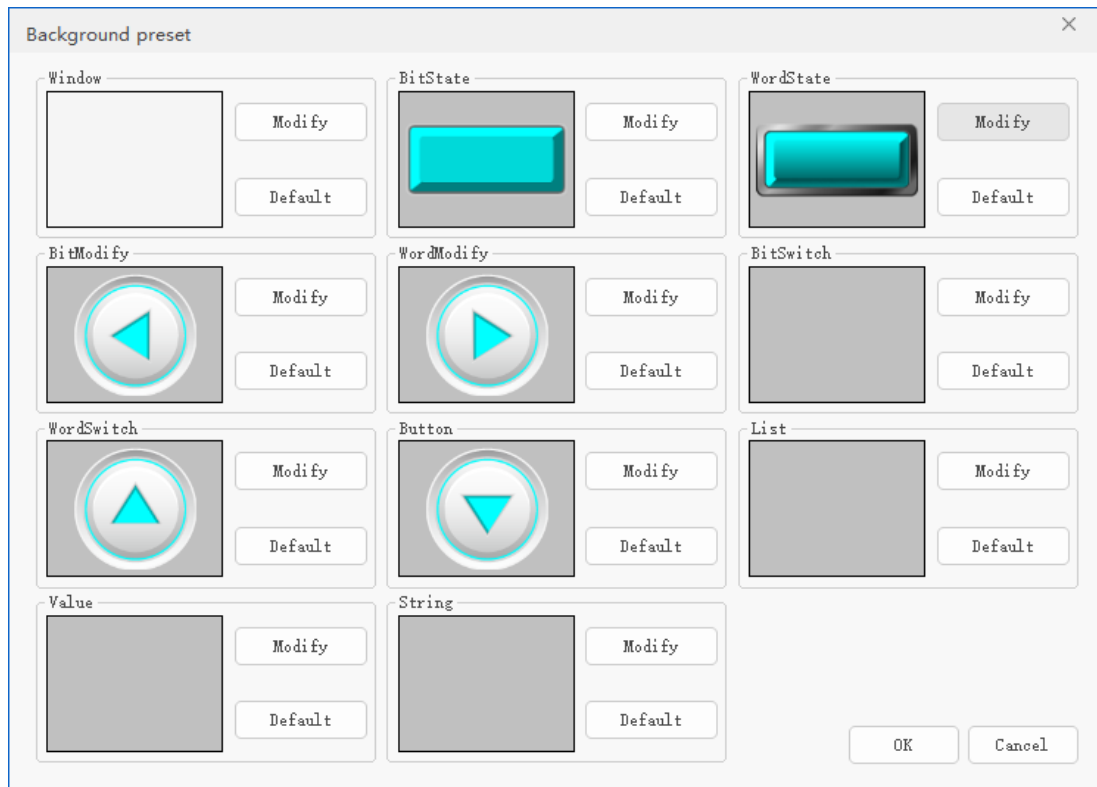 Background preset
Window
Modify
Default
BitState
Modify
Default
WordState
Modify
Default
BitModify
Modify
Default
WordModify
Modify
Default
BitSwitch
Modify
Default
WordSwitch
Modify
Default
Button
Modify
Default
List
Modify
Default
Value
Modify
Default
String
Modify
Default
OK
Cancel